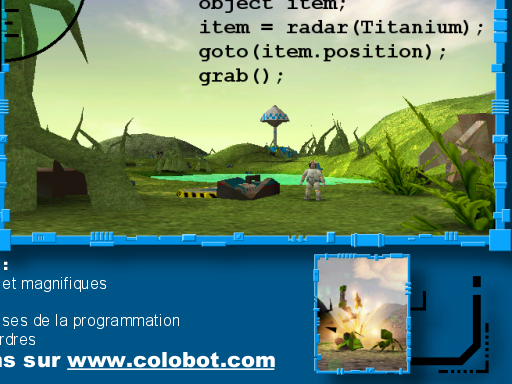 object item;
item = radar(Titanium);
goto(item.position);
grab();
:
et magnifiques
ses de la programmation
rdres
s sur www.colobot.com